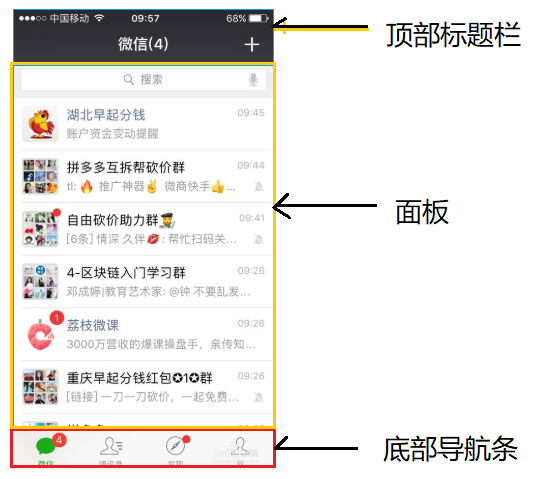 中国移动 09:57 68%
微信(4)
顶部标题栏
搜索
湖北早起分钱 09:45
账户资金变动提醒
拼多多互拆帮砍价群 09:44
tl: 🔥 推广神器✌ 微商快手👍…
自由砍价助力群 09:41
[6条] 情深 久伴💋: 帮忙扫码关…
面板
4-区块链入门学习群 09:26
邓成婷|教育艺术家: @钟 不要乱发…
1
荔枝微课 09:26
3000万营收的爆课操盘手，亲传知…
重庆早起分钱红包✪1✪群 09:26
[链接] 一刀一刀砍价，一起免费…
4
微信 通讯录 发现 我
底部导航条